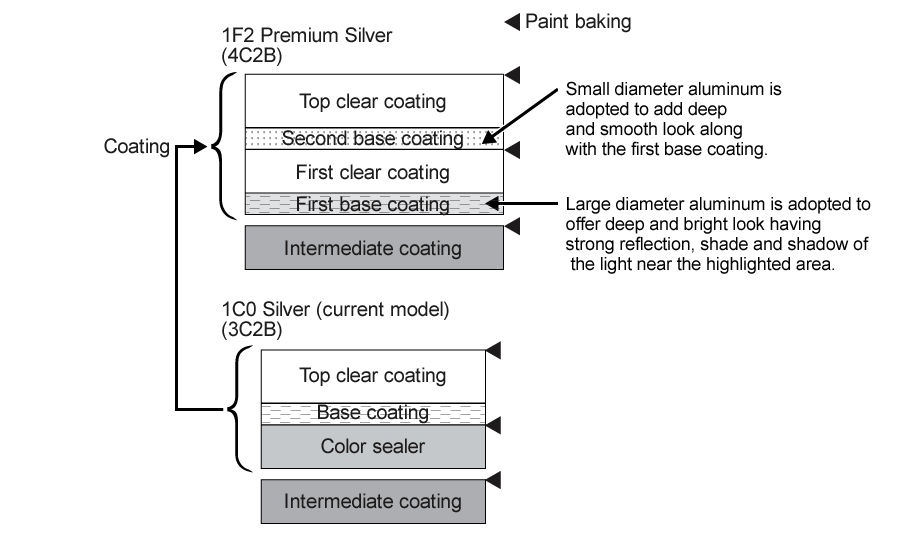 Paint baking
1F2 Premium Silver
(4C2B)
Top clear coating
Second base coating
First clear coating
First base coating
Intermediate coating
Small diameter aluminum is
adopted to add deep
and smooth look along
with the first base coating.
Large diameter aluminum is adopted to
offer deep and bright look having
strong reflection, shade and shadow of
the light near the highlighted area.
Coating
1C0 Silver (current model)
(3C2B)
Top clear coating
Base coating
Color sealer
Intermediate coating